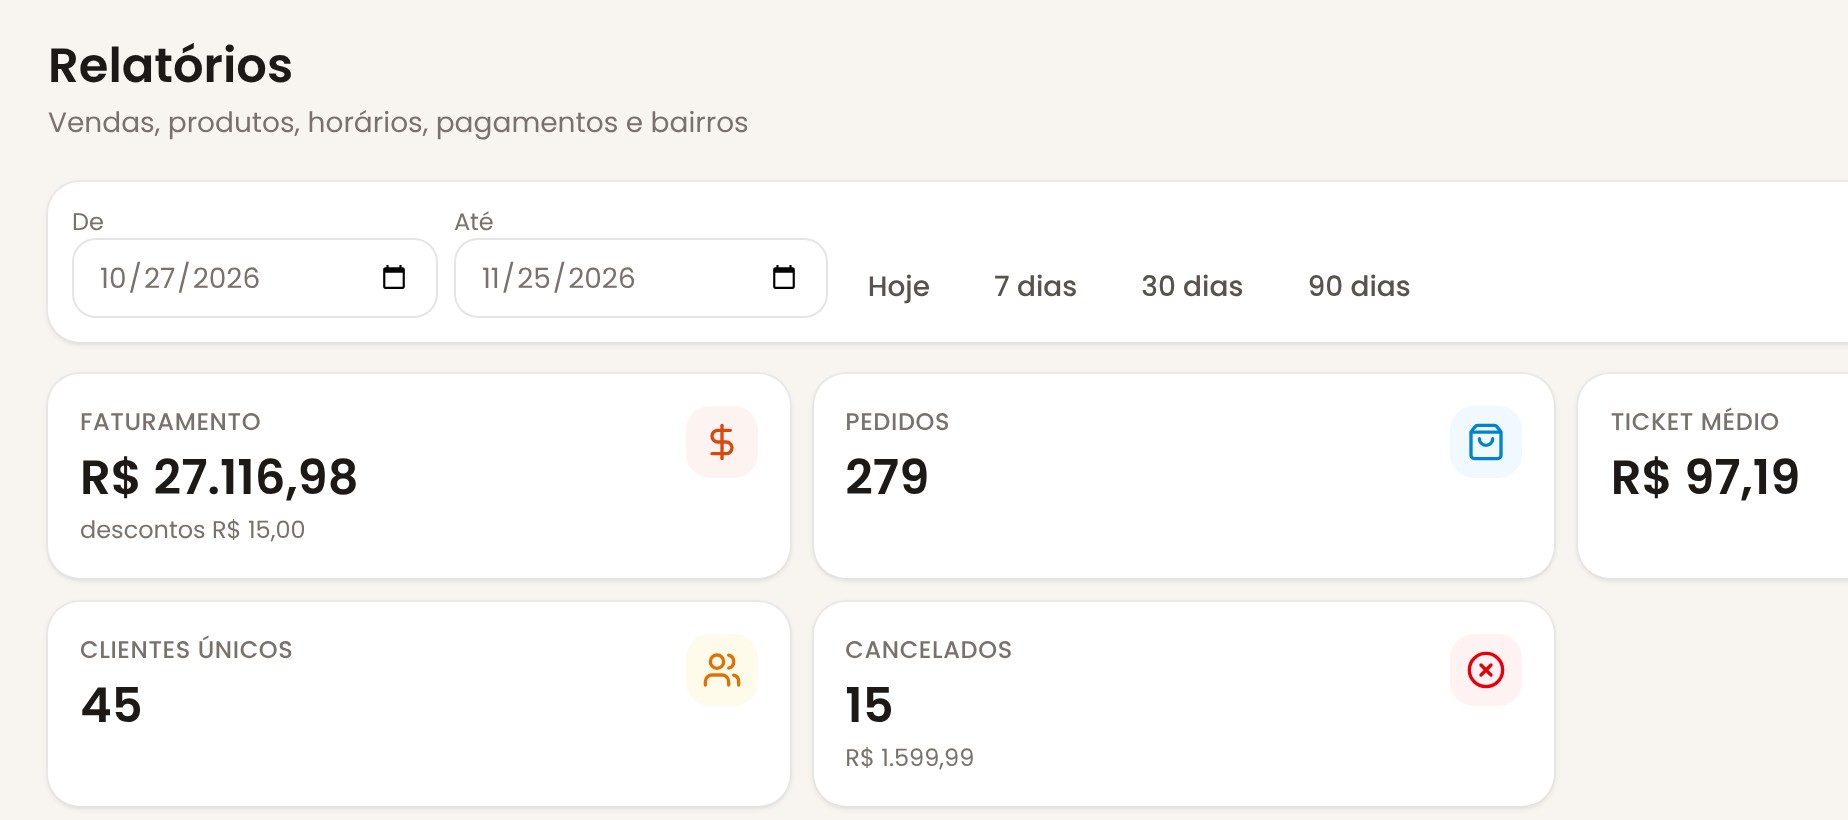 Relatórios
Vendas, produtos, horários, pagamentos e bairros
De
Até
10/27/2026
11/25/2026
Hoje
7 dias
30 dias
90 dias
FATURAMENTO
R$ 27.116,98
descontos R$ 15,00
PEDIDOS
279
TICKET MÉDIO
R$ 97,19
CLIENTES ÚNICOS
45
CANCELADOS
15
R$ 1.599,99